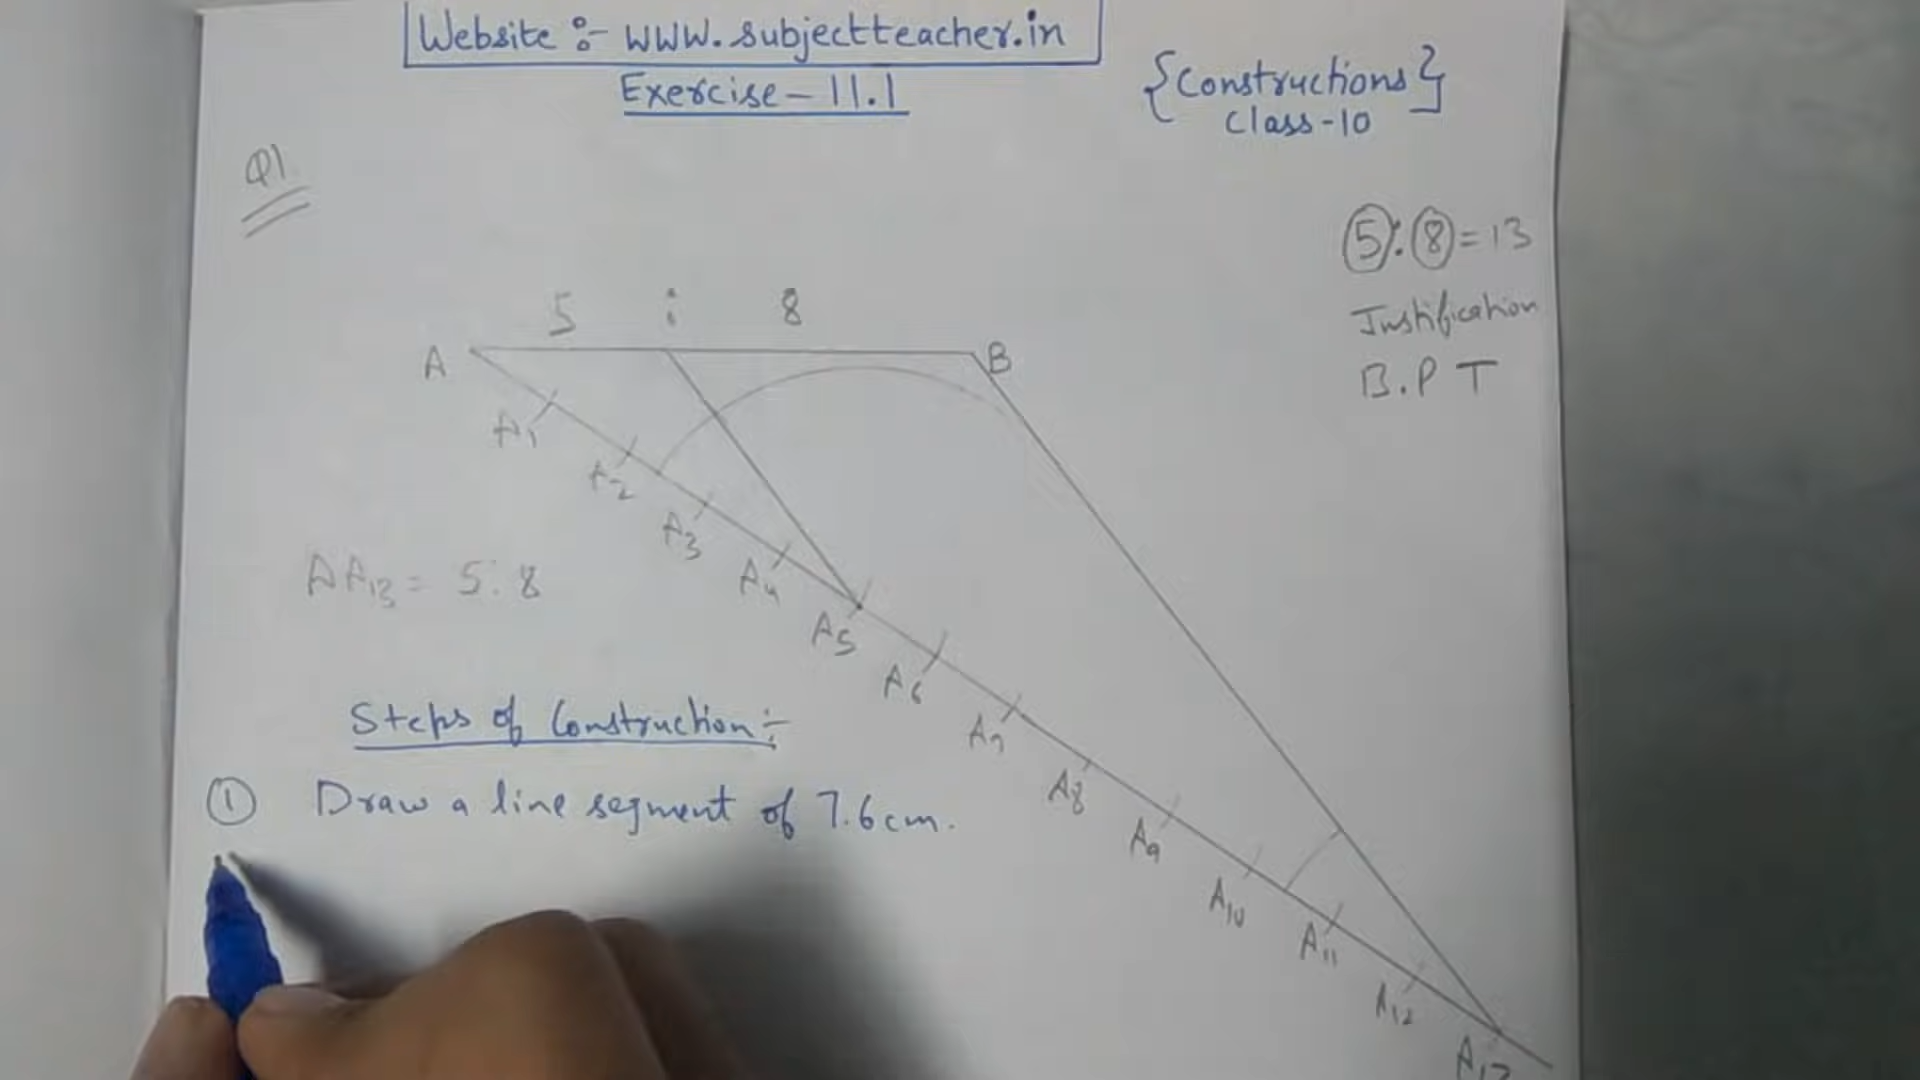 Website :- www.subjectteacher.in
Exercise - 11.1
{Constructions}
Class-10
Q1
5 : 8 = 13
Justification
B.P T
5 : 8
A
B
A1
A2
A3
A4
A5
A6
A7
A8
A9
A10
A11
A12
A13
AA13 = 5:8
Steps of Construction:-
① Draw a line segment of 7.6cm.